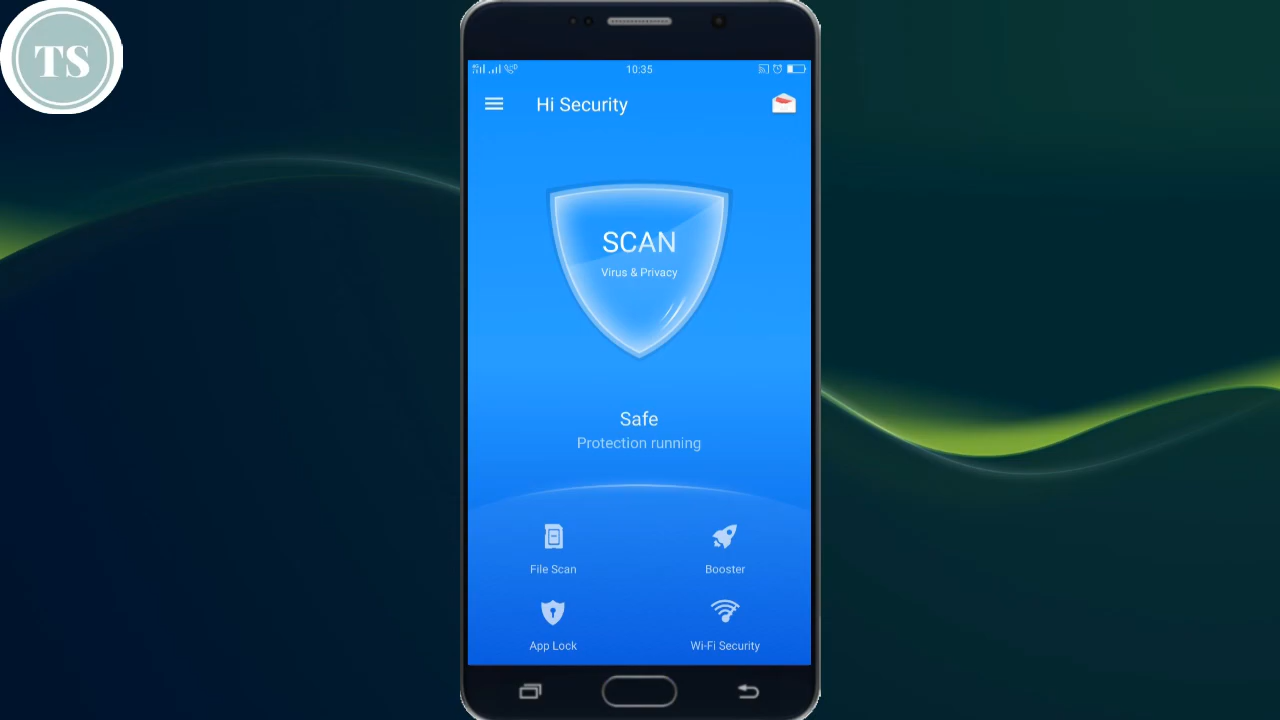 TS
10:35
Hi Security
SCAN
Virus & Privacy
Safe
Protection running
File Scan
Booster
App Lock
Wi-Fi Security